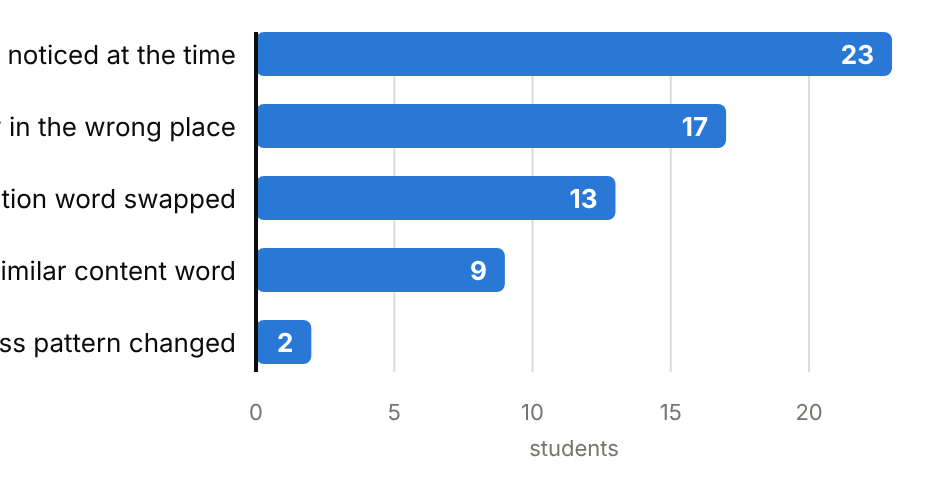 noticed at the time
23
in the wrong place
17
tion word swapped
13
imilar content word
9
ss pattern changed
2
0 5 10 15 20
students